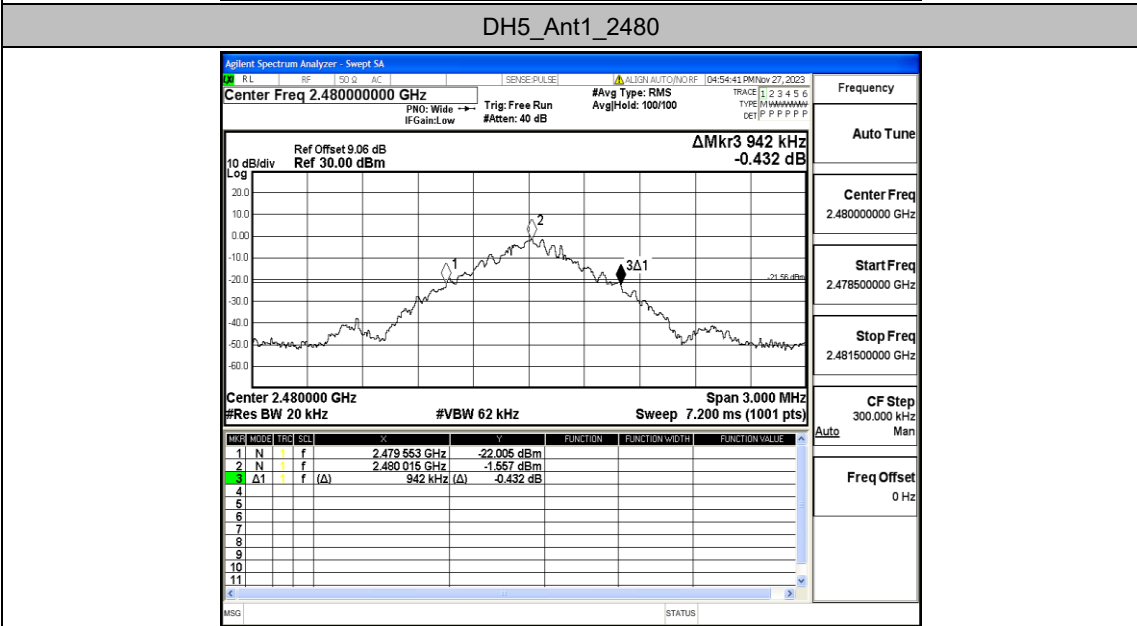 DH5_Ant1_2480
Agilent Spectrum Analyzer - Swept SA
RL RF 50 Ω AC SENSE:PULSE ALIGN AUTO/NO RF 04:54:41 PM Nov 27, 2023
Center Freq 2.480000000 GHz
PNO: Wide
IFGain:Low
Trig: Free Run
#Atten: 40 dB
#Avg Type: RMS
Avg|Hold: 100/100
TRACE 1 2 3 4 5 6
TYPE M W W W W W
DET P P P P P P
Frequency
Auto Tune
Center Freq
2.480000000 GHz
Start Freq
2.478500000 GHz
Stop Freq
2.481500000 GHz
CF Step
300.000 kHz
Auto Man
Freq Offset
0 Hz
ΔMkr3 942 kHz
-0.432 dB
Ref Offset 9.06 dB
10 dB/div Ref 30.00 dBm
Log
20.0
10.0
0.00
-10.0
-20.0
-30.0
-40.0
-50.0
-60.0
1
2
3Δ1
-21.56 dBm
Center 2.480000 GHz Span 3.000 MHz
#Res BW 20 kHz #VBW 62 kHz Sweep 7.200 ms (1001 pts)
MKR MODE TRC SCL X Y FUNCTION FUNCTION WIDTH FUNCTION VALUE
1 N 1 f 2.479 553 GHz -22.005 dBm
2 N 1 f 2.480 015 GHz -1.557 dBm
3 Δ1 1 f (Δ) 942 kHz (Δ) -0.432 dB
4
5
6
7
8
9
10
11
MSG STATUS